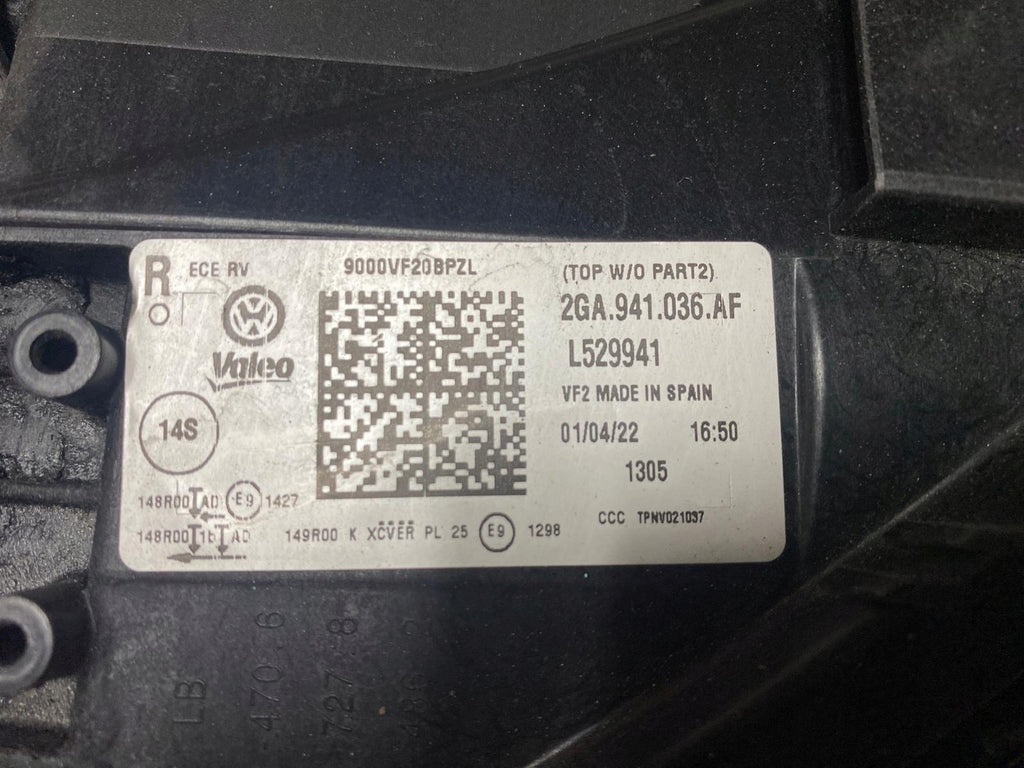 R ECE RV
9000VF20BPZL
(TOP W/O PART2)
2GA.941.036.AF
L529941
Valeo
VF2 MADE IN SPAIN
14S
01/04/22 16:50
1305
148R00 AD E9 1427
CCC TPNV021037
148R00 1b AD
149R00 K XCVER PL 25 E9 1298
LB
470.6
727.8